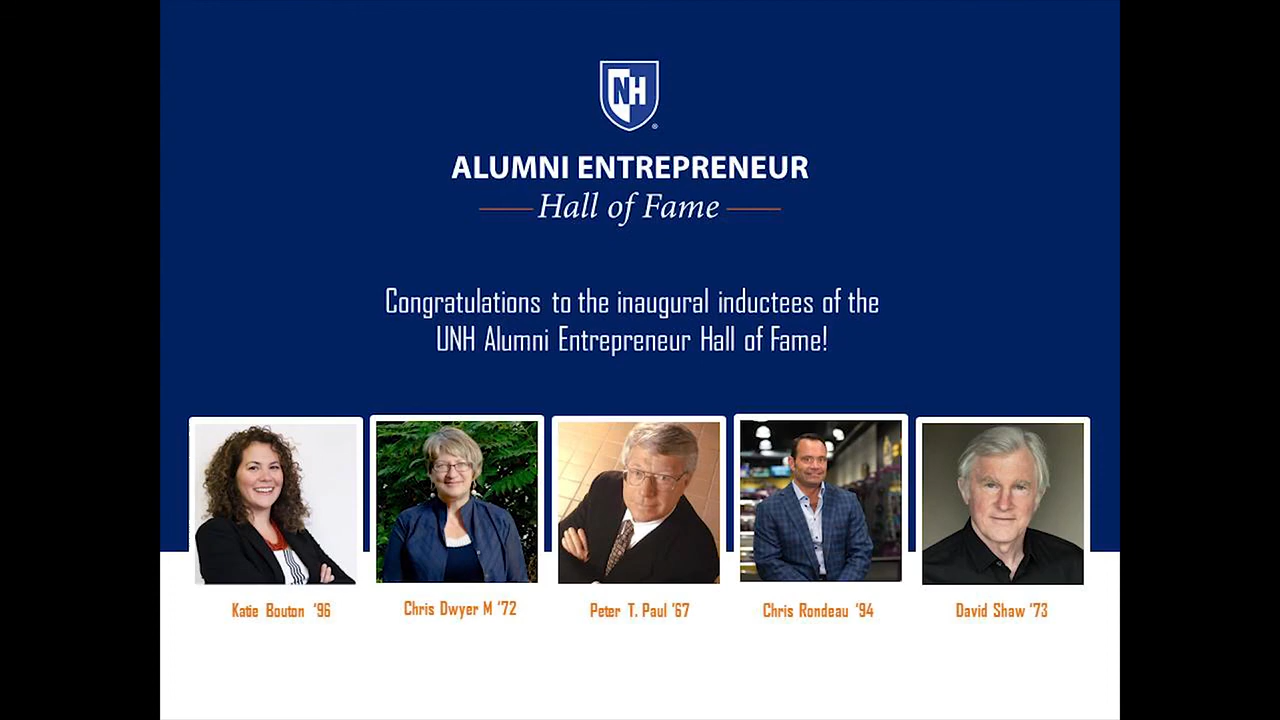 NH
ALUMNI ENTREPRENEUR
Hall of Fame
Congratulations to the inaugural inductees of the
UNH Alumni Entrepreneur Hall of Fame!
Katie Bouton ‘96
Chris Dwyer M ‘72
Peter T. Paul ‘67
Chris Rondeau ‘94
David Shaw ‘73